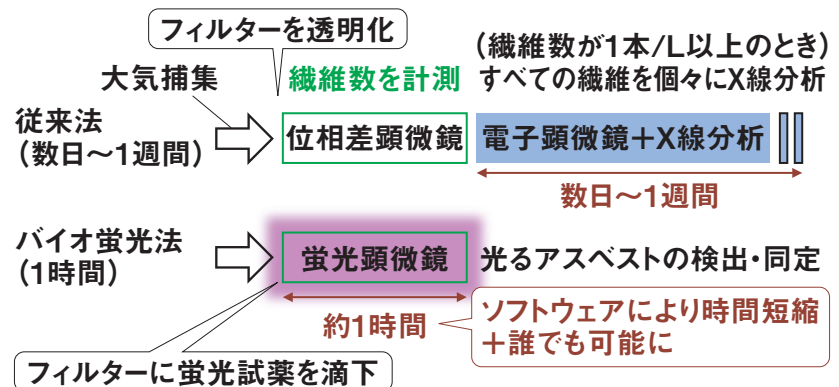 フィルターを透明化
(繊維数が1本/L以上のとき)
大気捕集
繊維数を計測
すべての繊維を個々にX線分析
従来法
(数日〜1週間)
位相差顕微鏡
電子顕微鏡+X線分析
数日〜1週間
バイオ蛍光法
(1時間)
蛍光顕微鏡
光るアスベストの検出・同定
約1時間
ソフトウェアにより時間短縮
+誰でも可能に
フィルターに蛍光試薬を滴下